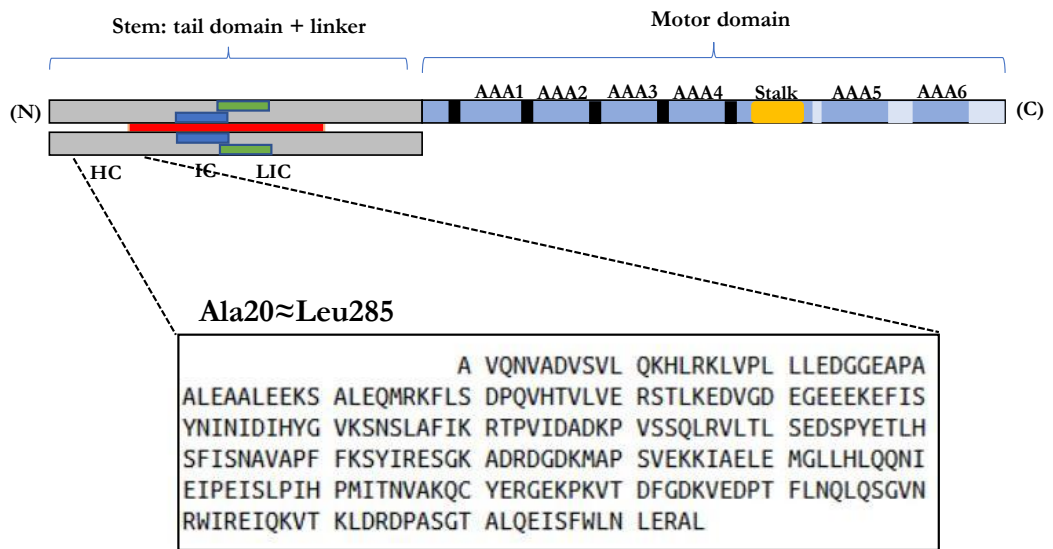 Stem: tail domain + linker
Motor domain
(N) AAA1 AAA2 AAA3 AAA4 Stalk AAA5 AAA6 (C)
HC IC LIC
Ala20≈Leu285
A VQNVADVSVL QKHLRKLVPL LLEDGGEAPA
ALEAALEEKS ALEQMRKFLS DPQVHTVLVE RSTLKEDVGD EGEEEKEFIS
YNINIDIHYG VKSNSLAFIK RTPVIDADKP VSSQLRVLTL SEDSPYETLH
SFISNAVAPF FKSYIRESGK ADRDGDKMAP SVEKKIAELE MGLLHLQQNI
EIPEISLPIH PMITNVAKQC YERGEKPKVT DFGDKVEDPT FLNQLQSGVN
RWIREIQKVT KLDRDPASGT ALQEISFWLN LERAL